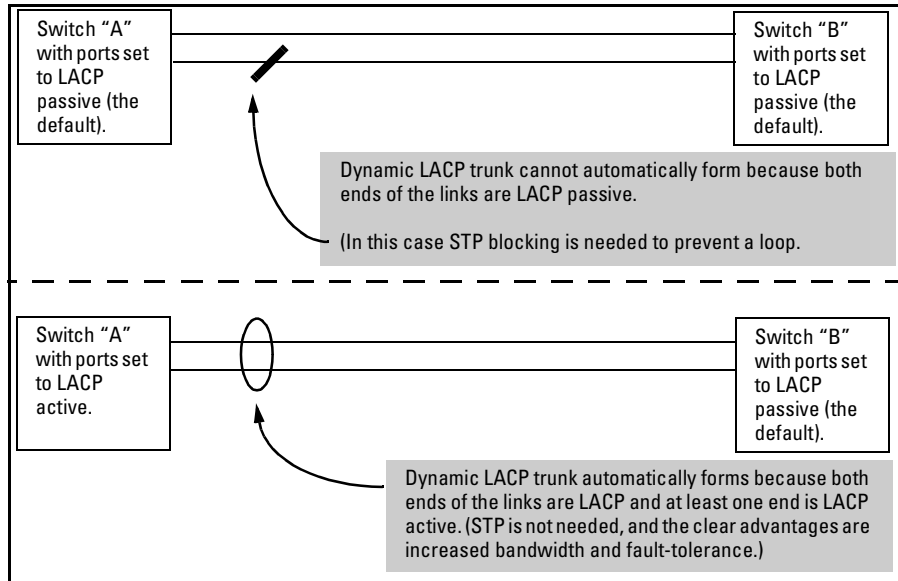 Switch “A”
with ports set
to LACP
passive (the
default).
Switch “B”
with ports set
to LACP
passive (the
default).
Dynamic LACP trunk cannot automatically form because both
ends of the links are LACP passive.
(In this case STP blocking is needed to prevent a loop.
Switch “A”
with ports set
to LACP
active.
Switch “B”
with ports set
to LACP
passive (the
default).
Dynamic LACP trunk automatically forms because both
ends of the links are LACP and at least one end is LACP
active. (STP is not needed, and the clear advantages are
increased bandwidth and fault-tolerance.)